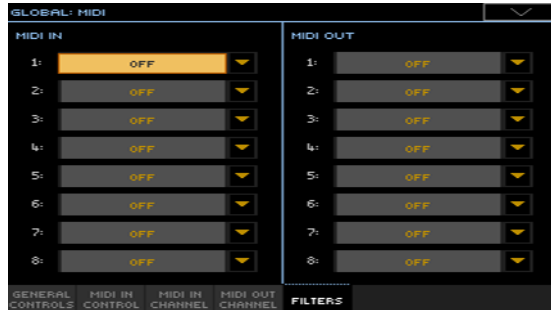 GLOBAL: MIDI
MIDI IN
MIDI OUT
1: OFF
1: OFF
2: OFF
2: OFF
3: OFF
3: OFF
4: OFF
4: OFF
5: OFF
5: OFF
6: OFF
6: OFF
7: OFF
7: OFF
8: OFF
8: OFF
GENERAL CONTROLS
MIDI IN CONTROL
MIDI IN CHANNEL
MIDI OUT CHANNEL
FILTERS